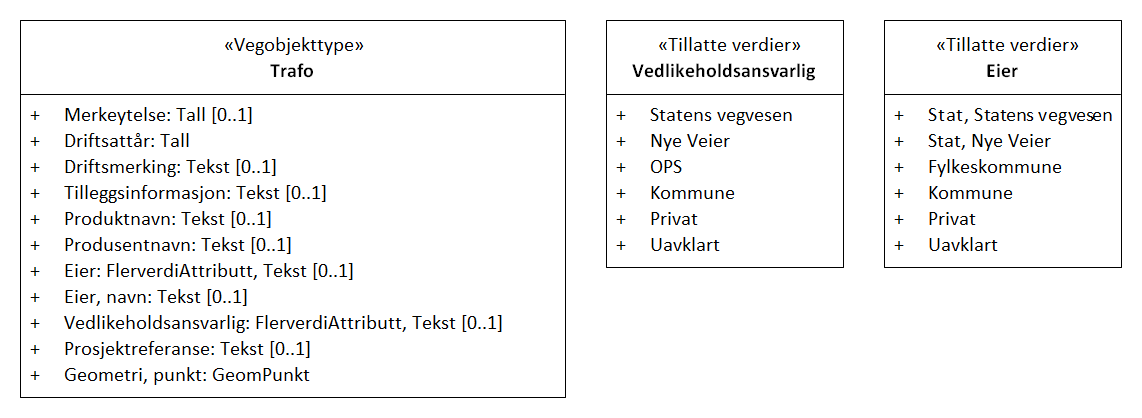 «Vegobjekttype»
Trafo
+ Merkeytelse: Tall [0..1]
+ Driftsattår: Tall
+ Driftsmerking: Tekst [0..1]
+ Tilleggsinformasjon: Tekst [0..1]
+ Produktnavn: Tekst [0..1]
+ Produsentnavn: Tekst [0..1]
+ Eier: FlerverdiAttributt, Tekst [0..1]
+ Eier, navn: Tekst [0..1]
+ Vedlikeholdsansvarlig: FlerverdiAttributt, Tekst [0..1]
+ Prosjektreferanse: Tekst [0..1]
+ Geometri, punkt: GeomPunkt
«Tillatte verdier»
Vedlikeholdsansvarlig
+ Statens vegvesen
+ Nye Veier
+ OPS
+ Kommune
+ Privat
+ Uavklart
«Tillatte verdier»
Eier
+ Stat, Statens vegvesen
+ Stat, Nye Veier
+ Fylkeskommune
+ Kommune
+ Privat
+ Uavklart